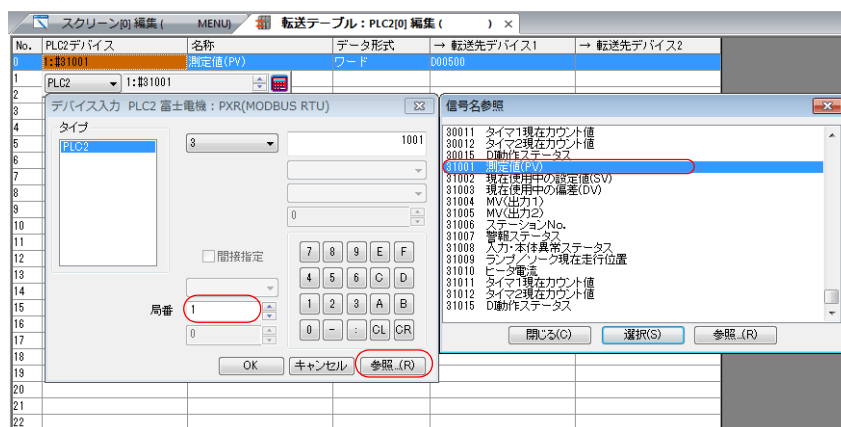 スクリーン[0] 編集 ( MENU) 転送テーブル：PLC2[0] 編集 ( ) ×
No. PLC2デバイス 名称 データ形式 → 転送先デバイス1 → 転送先デバイス2
0 1:#31001 測定値(PV) ワード D00500
1 PLC2 1:#31001
2
3
4
5
6
7
8
9
10
11
12
13
14
15
16
17
18
19
20
21
22
デバイス入力 PLC2 富士電機：PXR(MODBUS RTU)
タイプ
PLC2
3 1001
0
間接指定
7 8 9 E F
4 5 6 C D
1 2 3 A B
0 - : CL CR
局番 1
0
OK キャンセル 参照...(R)
信号名参照
30011 タイマ1現在カウント値
30012 タイマ2現在カウント値
30015 DI動作ステータス
31001 測定値(PV)
31002 現在使用中の設定値(SV)
31003 現在使用中の偏差(DV)
31004 MV(出力1)
31005 MV(出力2)
31006 ステーションNo.
31007 警報ステータス
31008 入力・本体異常ステータス
31009 ランプ/ソーク現在走行位置
31010 ヒータ電流
31011 タイマ1現在カウント値
31012 タイマ2現在カウント値
31015 DI動作ステータス
閉じる(C) 選択(S) 参照...(R)